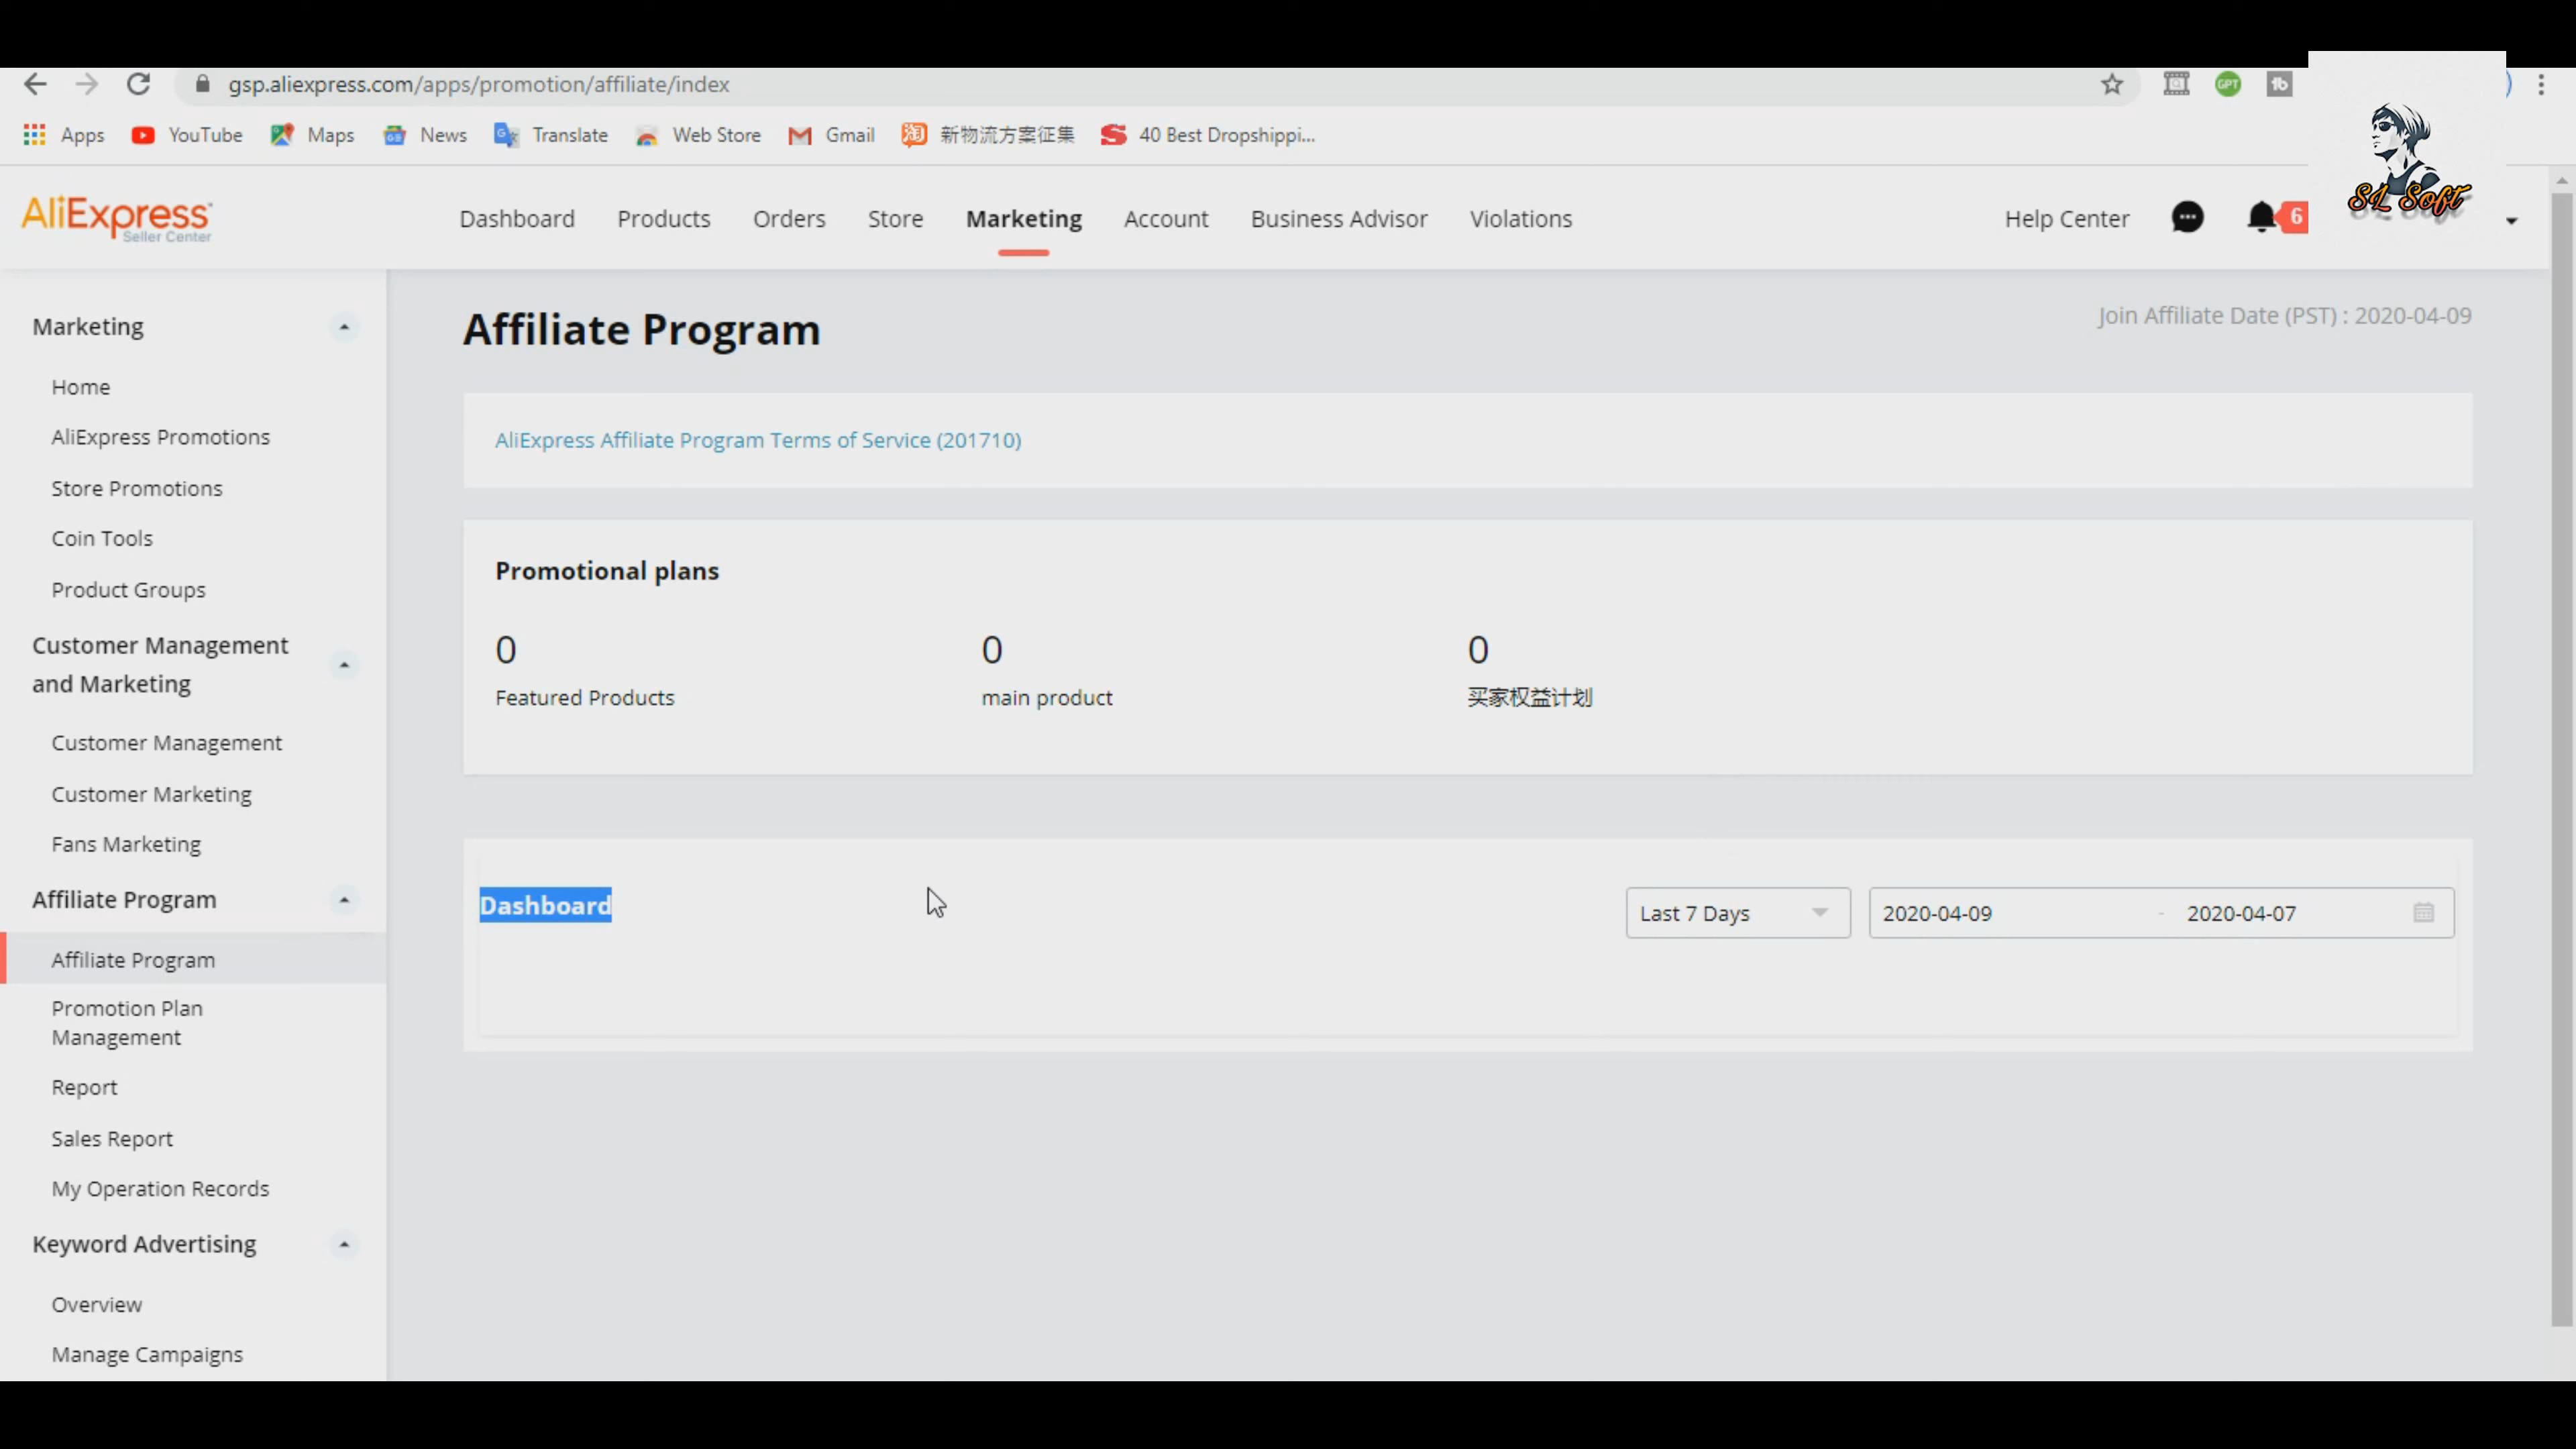 gsp.aliexpress.com/apps/promotion/affiliate/index
GPT
tb
Apps YouTube Maps News Translate Web Store Gmail 新物流方案征集 40 Best Dropshippi...
SL Soft
AliExpress
Seller Center
Dashboard Products Orders Store Marketing Account Business Advisor Violations Help Center 6
Marketing
Home
AliExpress Promotions
Store Promotions
Coin Tools
Product Groups
Customer Management
and Marketing
Customer Management
Customer Marketing
Fans Marketing
Affiliate Program
Affiliate Program
Promotion Plan
Management
Report
Sales Report
My Operation Records
Keyword Advertising
Overview
Manage Campaigns
Affiliate Program
Join Affiliate Date (PST) : 2020-04-09
AliExpress Affiliate Program Terms of Service (201710)
Promotional plans
0 0 0
Featured Products main product 买家权益计划
Dashboard
Last 7 Days 2020-04-09 - 2020-04-07